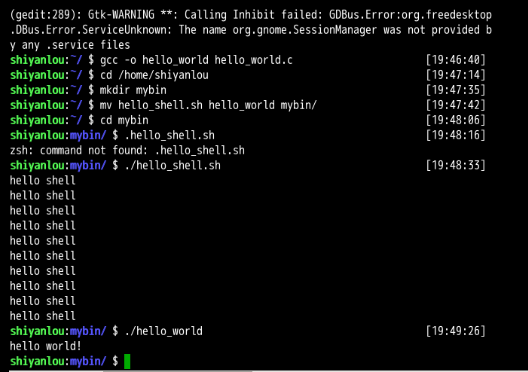 (gedit:289): Gtk-WARNING **: Calling Inhibit failed: GDBus.Error:org.freedesktop
.DBus.Error.ServiceUnknown: The name org.gnome.SessionManager was not provided b
y any .service files
shiyanlou:~/ $ gcc -o hello_world hello_world.c [19:46:40]
shiyanlou:~/ $ cd /home/shiyanlou [19:47:14]
shiyanlou:~/ $ mkdir mybin [19:47:35]
shiyanlou:~/ $ mv hello_shell.sh hello_world mybin/ [19:47:42]
shiyanlou:~/ $ cd mybin [19:48:06]
shiyanlou:mybin/ $ .hello_shell.sh [19:48:16]
zsh: command not found: .hello_shell.sh
shiyanlou:mybin/ $ ./hello_shell.sh [19:48:33]
hello shell
hello shell
hello shell
hello shell
hello shell
hello shell
hello shell
hello shell
hello shell
hello shell
shiyanlou:mybin/ $ ./hello_world [19:49:26]
hello world!
shiyanlou:mybin/ $